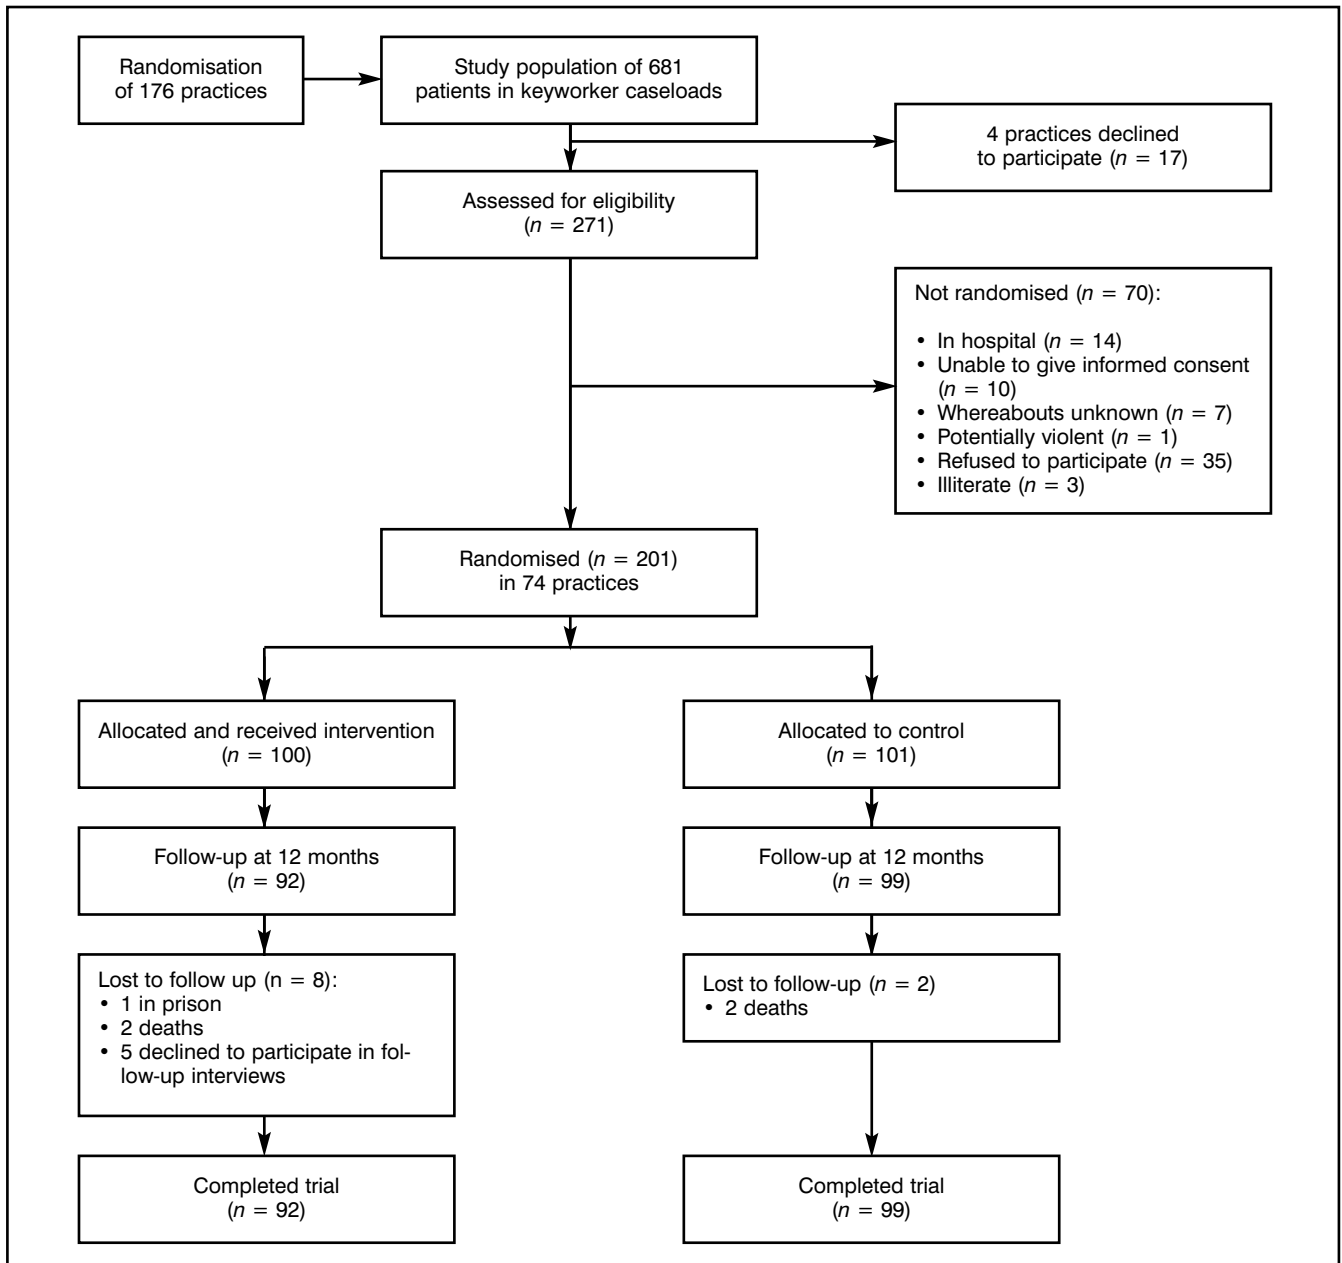 Randomisation
of 176 practices
Study population of 681
patients in keyworker caseloads
4 practices declined
to participate (n = 17)
Assessed for eligibility
(n = 271)
Not randomised (n = 70):
• In hospital (n = 14)
• Unable to give informed consent
(n = 10)
• Whereabouts unknown (n = 7)
• Potentially violent (n = 1)
• Refused to participate (n = 35)
• Illiterate (n = 3)
Randomised (n = 201)
in 74 practices
Allocated and received intervention
(n = 100)
Allocated to control
(n = 101)
Follow-up at 12 months
(n = 92)
Follow-up at 12 months
(n = 99)
Lost to follow up (n = 8):
• 1 in prison
• 2 deaths
• 5 declined to participate in fol-
low-up interviews
Lost to follow-up (n = 2)
• 2 deaths
Completed trial
(n = 92)
Completed trial
(n = 99)